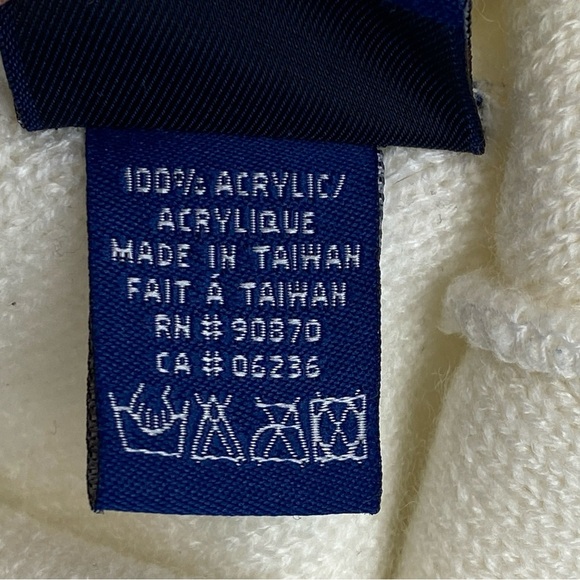 100% ACRYLIC/
ACRYLIQUE
MADE IN TAIWAN
FAIT À TAIWAN
RN # 90870
CA # 06236